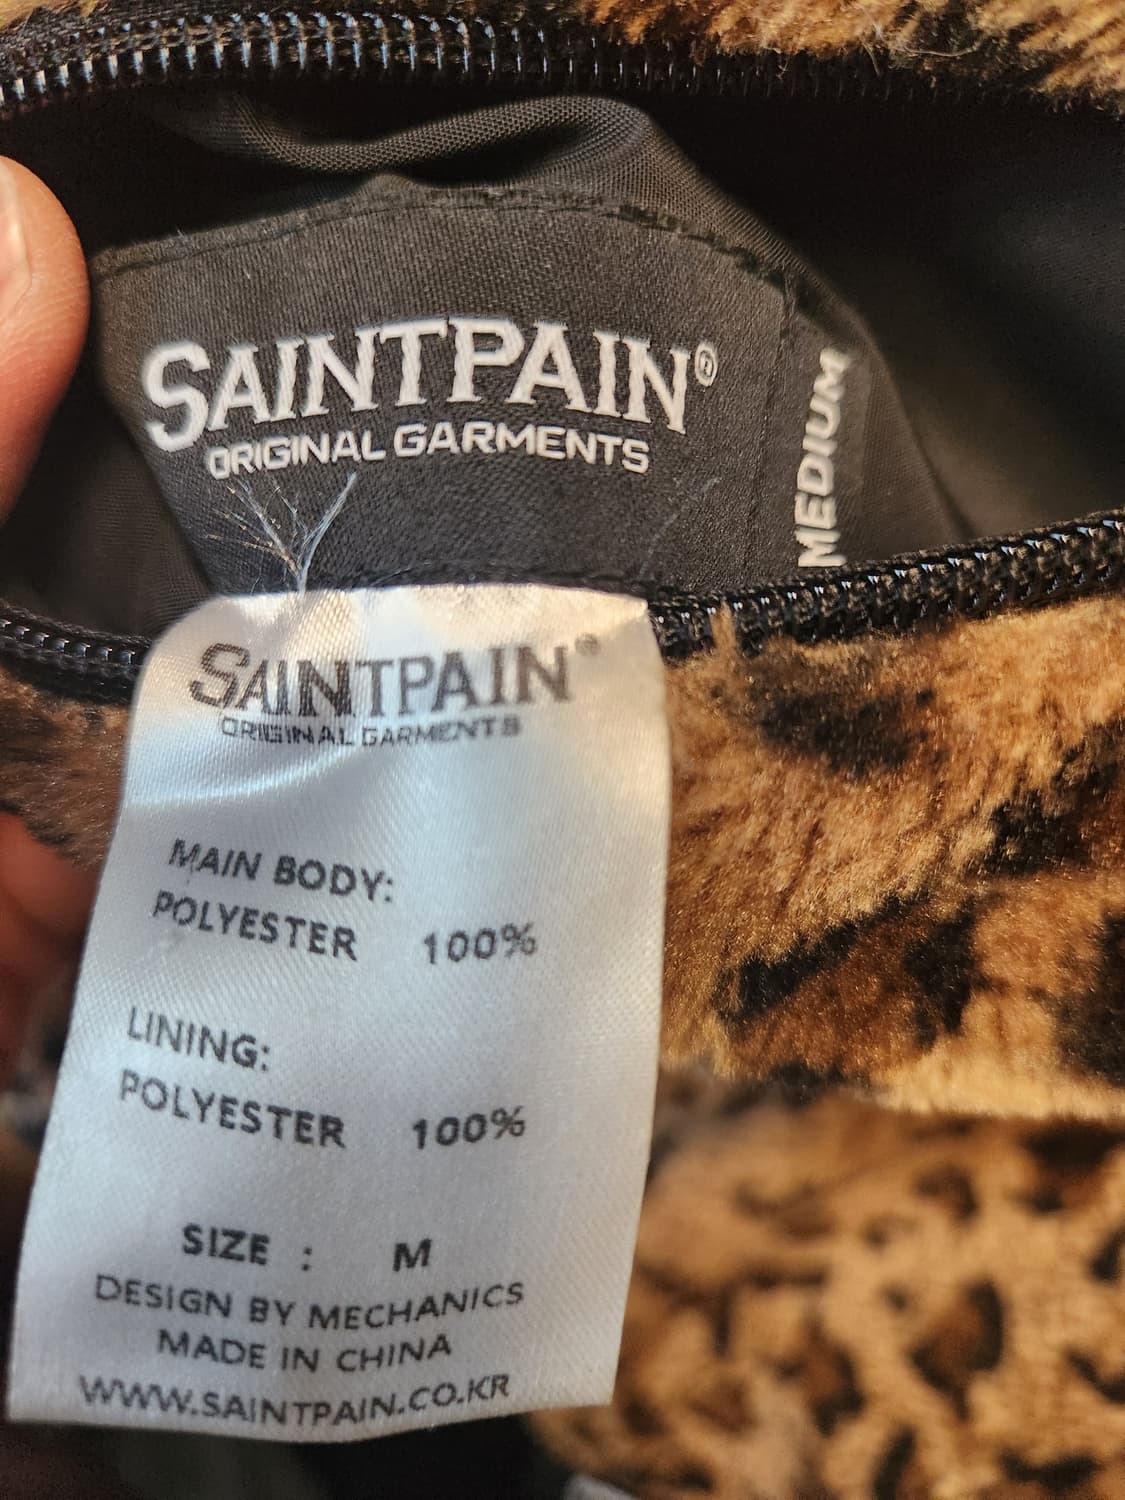 SAINTPAIN®
ORIGINAL GARMENTS
MEDIUM
SAINTPAIN®
ORIGINAL GARMENTS
MAIN BODY:
POLYESTER 100%
LINING:
POLYESTER 100%
SIZE : M
DESIGN BY MECHANICS
MADE IN CHINA
WWW.SAINTPAIN.CO.KR